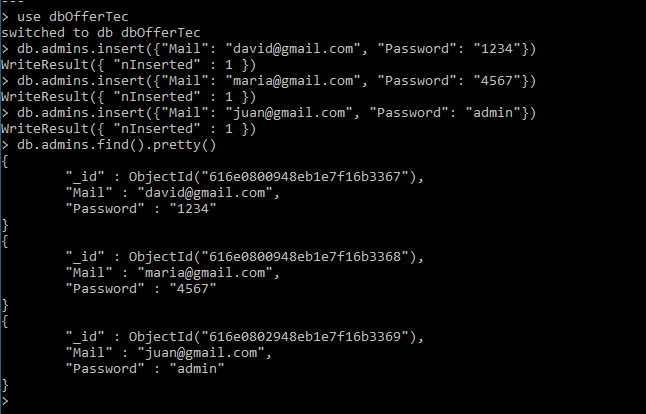 ---
> use dbOfferTec
switched to db dbOfferTec
> db.admins.insert({"Mail": "david@gmail.com", "Password": "1234"})
WriteResult({ "nInserted" : 1 })
> db.admins.insert({"Mail": "maria@gmail.com", "Password": "4567"})
WriteResult({ "nInserted" : 1 })
> db.admins.insert({"Mail": "juan@gmail.com", "Password": "admin"})
WriteResult({ "nInserted" : 1 })
> db.admins.find().pretty()
{
        "_id" : ObjectId("616e0800948eb1e7f16b3367"),
        "Mail" : "david@gmail.com",
        "Password" : "1234"
}
{
        "_id" : ObjectId("616e0800948eb1e7f16b3368"),
        "Mail" : "maria@gmail.com",
        "Password" : "4567"
}
{
        "_id" : ObjectId("616e0802948eb1e7f16b3369"),
        "Mail" : "juan@gmail.com",
        "Password" : "admin"
}
>